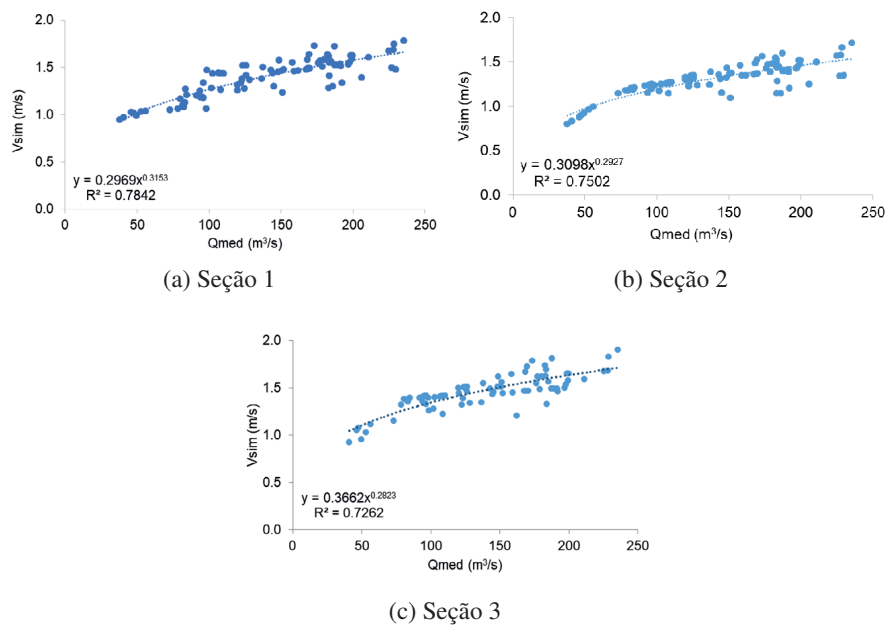 2.0
1.5
1.0
0.5
0.0
Vsim (m/s)
y = 0.2969x^0.3153
R² = 0.7842
0 50 100 150 200 250
Qmed (m³/s)
(a) Seção 1
2.0
1.5
1.0
0.5
0.0
Vsim (m/s)
y = 0.3098x^0.2927
R² = 0.7502
0 50 100 150 200 250
Qmed (m³/s)
(b) Seção 2
2.0
1.5
1.0
0.5
0.0
Vsim (m/s)
y = 0.3662x^0.2823
R² = 0.7262
0 50 100 150 200 250
Qmed (m³/s)
(c) Seção 3